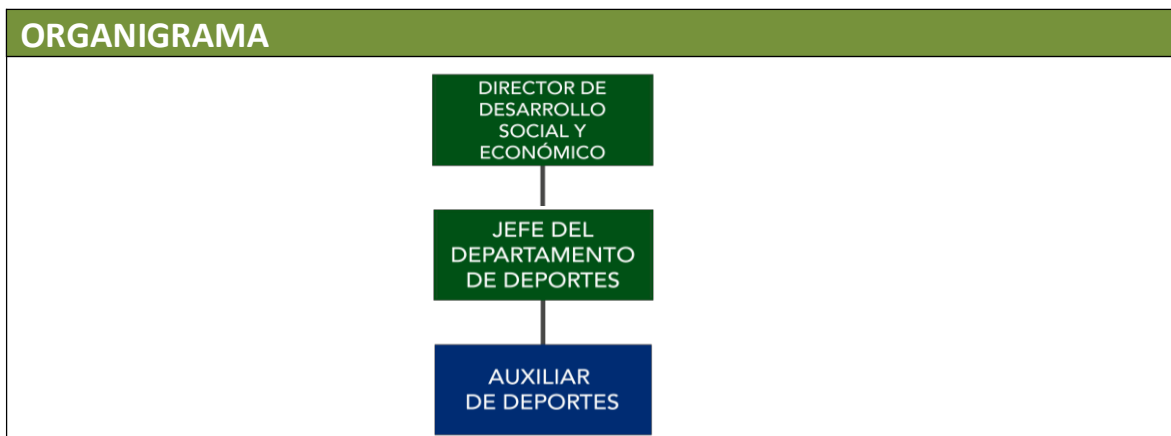 ORGANIGRAMA
DIRECTOR DE
DESARROLLO
SOCIAL Y
ECONÓMICO
JEFE DEL
DEPARTAMENTO
DE DEPORTES
AUXILIAR
DE DEPORTES